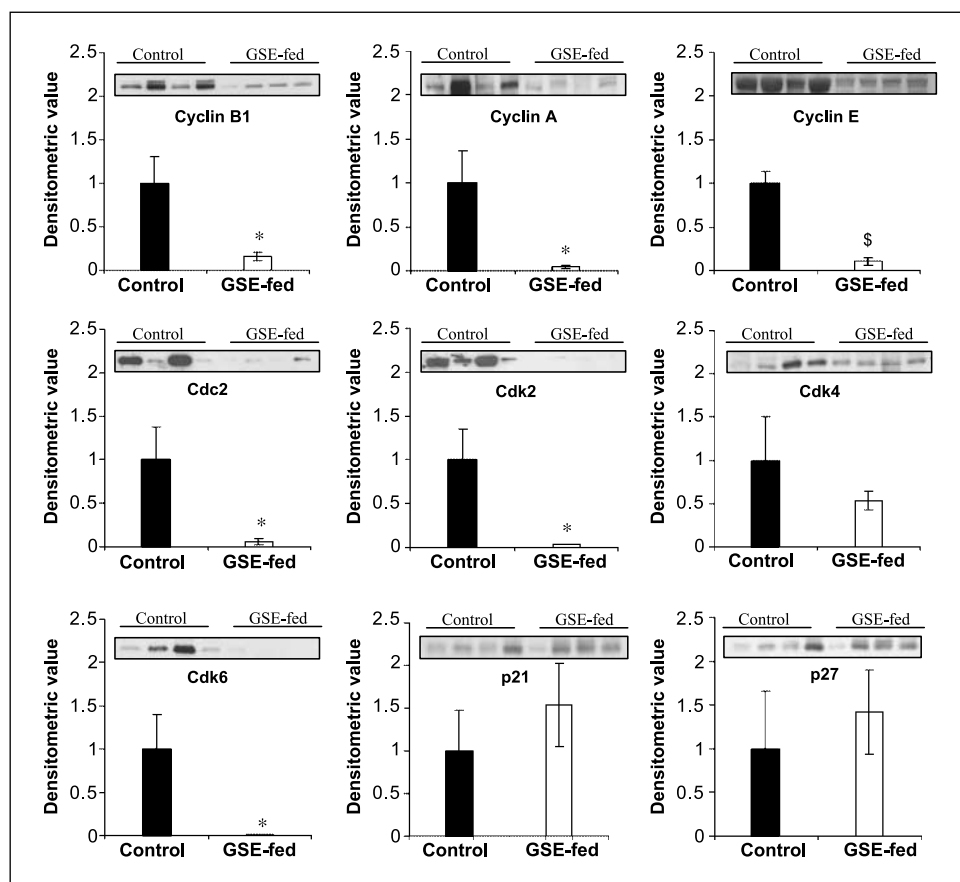 Control GSE-fed
Cyclin B1
Densitometric value
2.5
2
1.5
1
0.5
0
*
Control GSE-fed
Control GSE-fed
Cyclin A
Densitometric value
2.5
2
1.5
1
0.5
0
*
Control GSE-fed
Control GSE-fed
Cyclin E
Densitometric value
2.5
2
1.5
1
0.5
0
$
Control GSE-fed
Control GSE-fed
Cdc2
Densitometric value
2.5
2
1.5
1
0.5
0
*
Control GSE-fed
Control GSE-fed
Cdk2
Densitometric value
2.5
2
1.5
1
0.5
0
*
Control GSE-fed
Control GSE-fed
Cdk4
Densitometric value
2.5
2
1.5
1
0.5
0
Control GSE-fed
Control GSE-fed
Cdk6
Densitometric value
2.5
2
1.5
1
0.5
0
*
Control GSE-fed
Control GSE-fed
p21
Densitometric value
2.5
2
1.5
1
0.5
0
Control GSE-fed
Control GSE-fed
p27
Densitometric value
2.5
2
1.5
1
0.5
0
Control GSE-fed